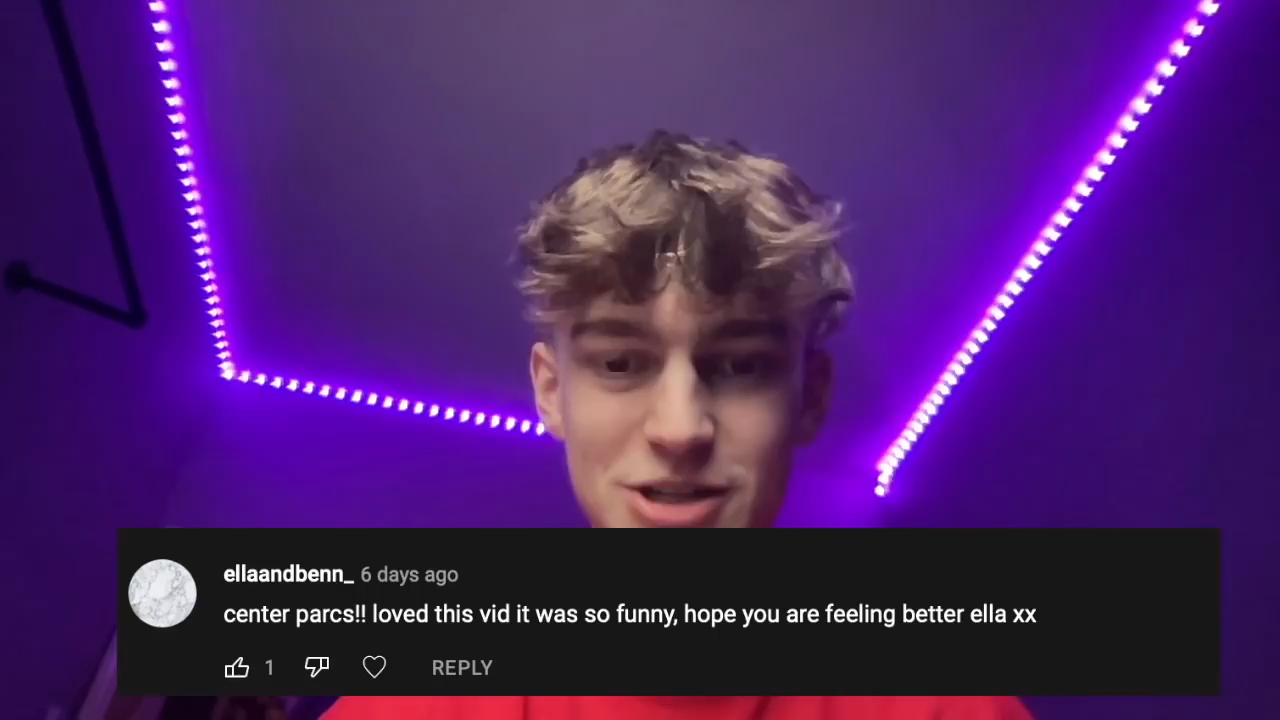 ellaandbenn_ 6 days ago
center parcs!! loved this vid it was so funny, hope you are feeling better ella xx
1 REPLY